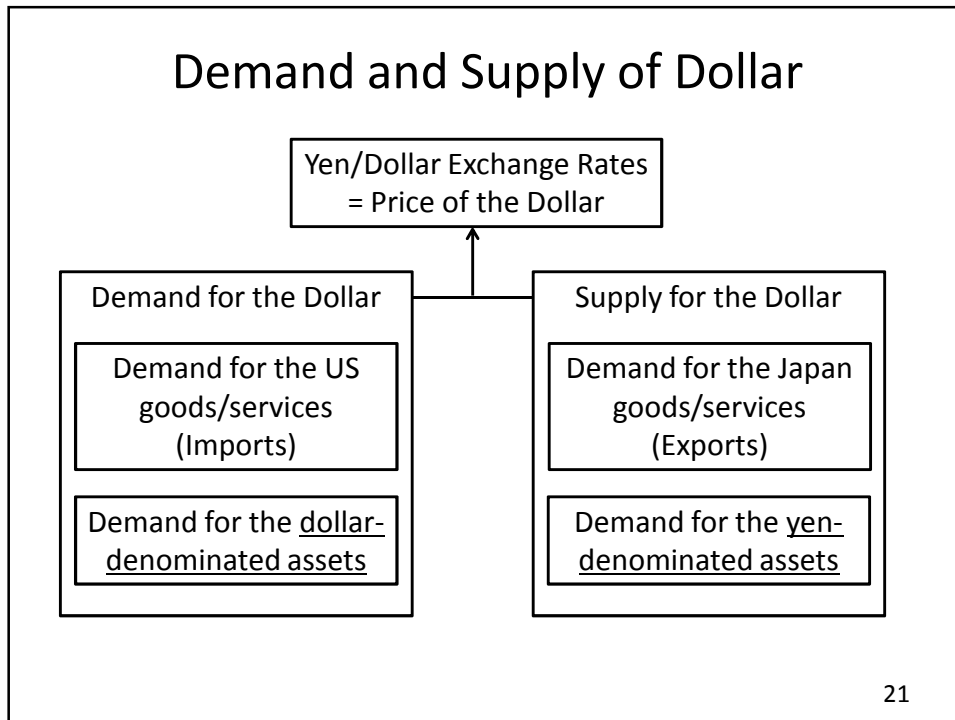 Demand and Supply of Dollar
Yen/Dollar Exchange Rates
= Price of the Dollar
Demand for the Dollar
Demand for the US
goods/services
(Imports)
Demand for the dollar-
denominated assets
Supply for the Dollar
Demand for the Japan
goods/services
(Exports)
Demand for the yen-
denominated assets
21